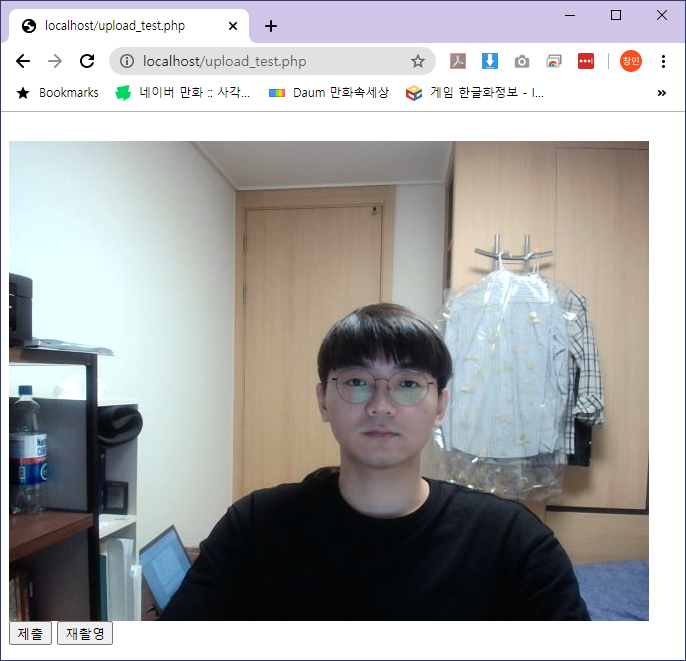 localhost/upload_test.php
localhost/upload_test.php
창민
Bookmarks
네이버 만화 :: 사각...
Daum 만화속세상
게임 한글화정보 - I...
»
제출
재촬영